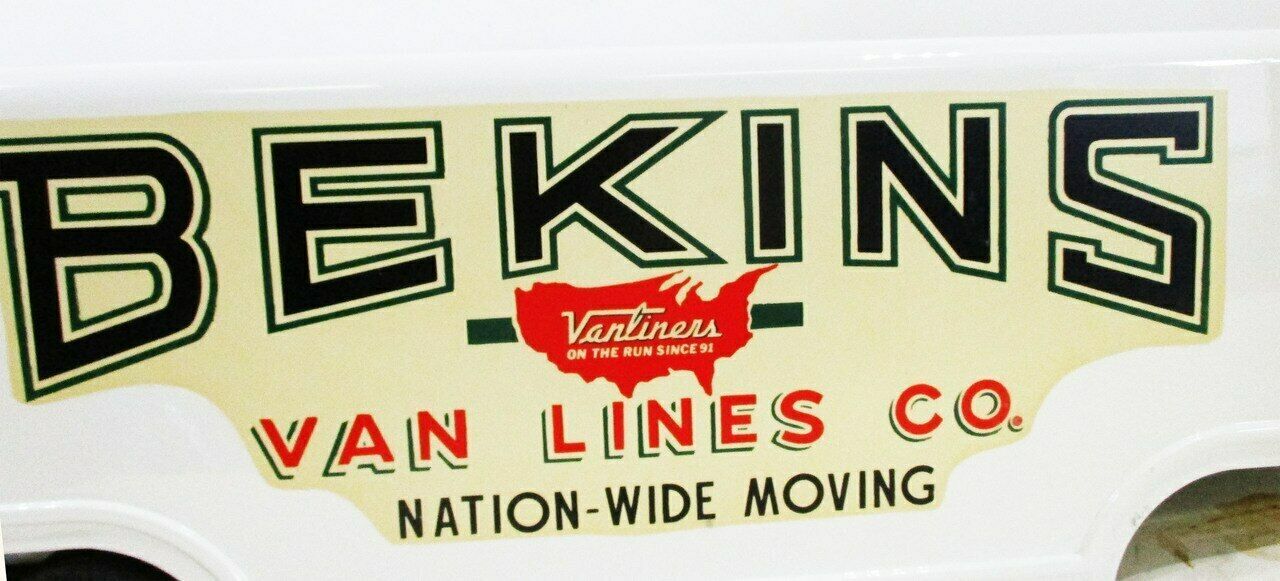 BEKINS
Vanliners
ON THE RUN SINCE 91
VAN LINES CO.
NATION-WIDE MOVING